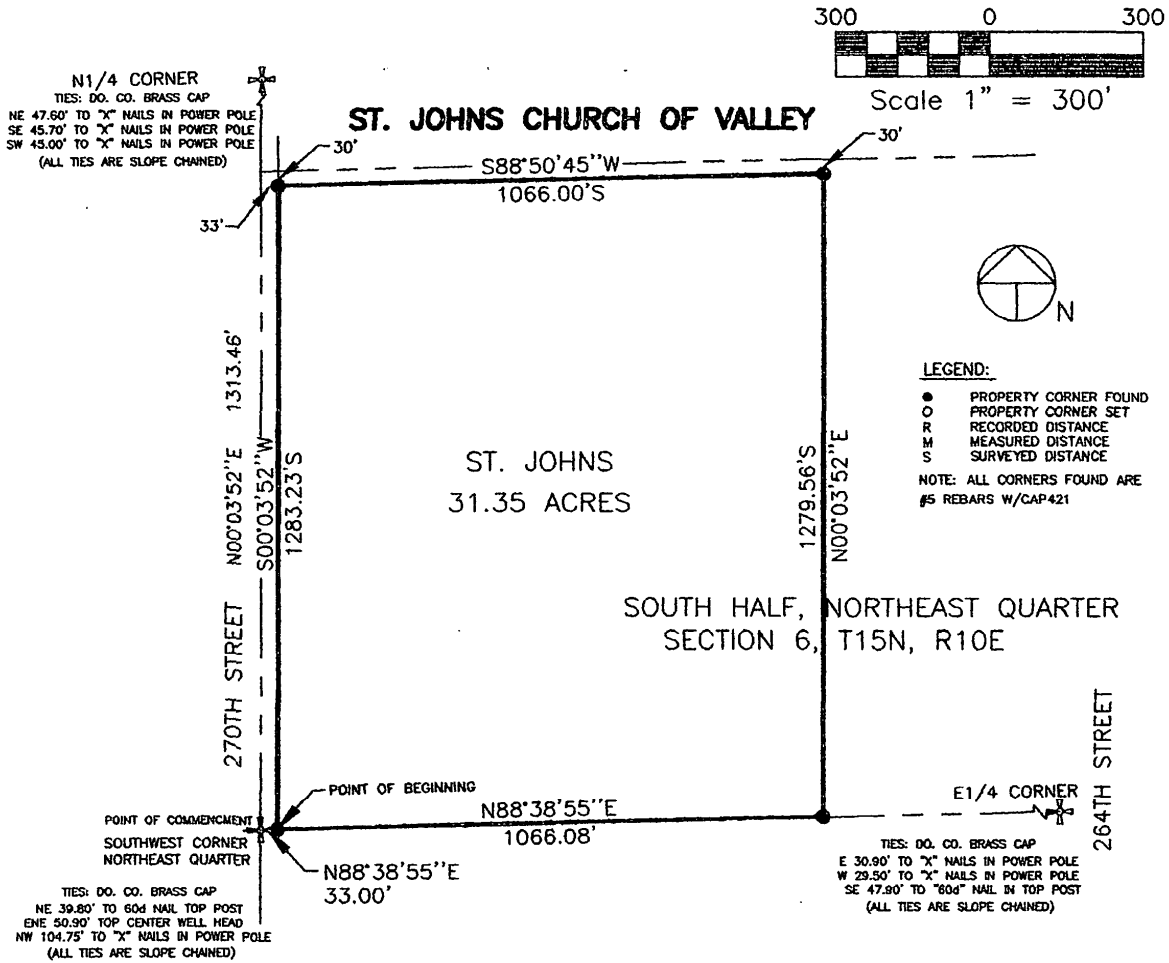 300 0 300
Scale 1" = 300'
N1/4 CORNER
TIES: DO. CO. BRASS CAP
NE 47.60' TO "X" NAILS IN POWER POLE
SE 45.70' TO "X" NAILS IN POWER POLE
SW 45.00' TO "X" NAILS IN POWER POLE
(ALL TIES ARE SLOPE CHAINED)
ST. JOHNS CHURCH OF VALLEY
30'
30'
S88°50'45"W
1066.00'S
33'
N
LEGEND:
● PROPERTY CORNER FOUND
O PROPERTY CORNER SET
R RECORDED DISTANCE
M MEASURED DISTANCE
S SURVEYED DISTANCE
NOTE: ALL CORNERS FOUND ARE
#5 REBARS W/CAP421
270TH STREET N00°03'52"E 1313.46'
S00°03'52"W
1283.23'S
ST. JOHNS
31.35 ACRES
1279.56'S
N00°03'52"E
SOUTH HALF, NORTHEAST QUARTER
SECTION 6, T15N, R10E
264TH STREET
POINT OF BEGINNING
N88°38'55"E
1066.08'
E1/4 CORNER
POINT OF COMMENCMENT
SOUTHWEST CORNER
NORTHEAST QUARTER
N88°38'55"E
33.00'
TIES: DO. CO. BRASS CAP
E 30.90' TO "X" NAILS IN POWER POLE
W 29.50' TO "X" NAILS IN POWER POLE
SE 47.90' TO "60d" NAIL IN TOP POST
(ALL TIES ARE SLOPE CHAINED)
TIES: DO. CO. BRASS CAP
NE 39.80' TO 60d NAIL TOP POST
ENE 50.90' TOP CENTER WELL HEAD
NW 104.75' TO "X" NAILS IN POWER POLE
(ALL TIES ARE SLOPE CHAINED)